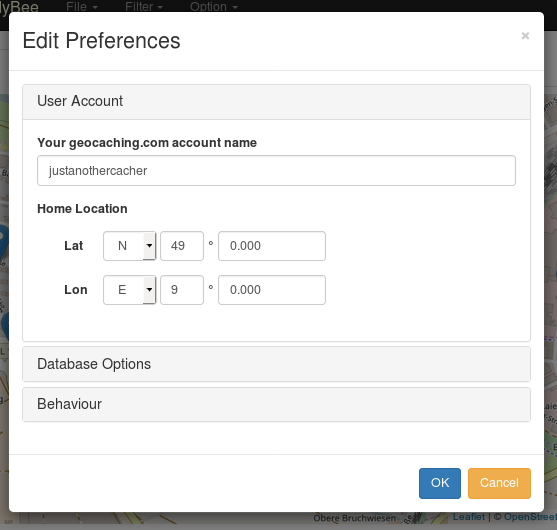 lyBee File Filter Option
Edit Preferences ×
User Account
Your geocaching.com account name
justanothercacher
Home Location
Lat N 49 ° 0.000
Lon E 9 ° 0.000
Database Options
Behaviour
OK Cancel
Obere Bruchwiesen Leaflet | © OpenStreet